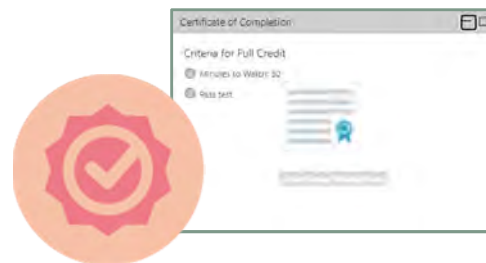 Certificate of Completion
Criteria for Full Credit
Minutes to Watch: 50
Pass test